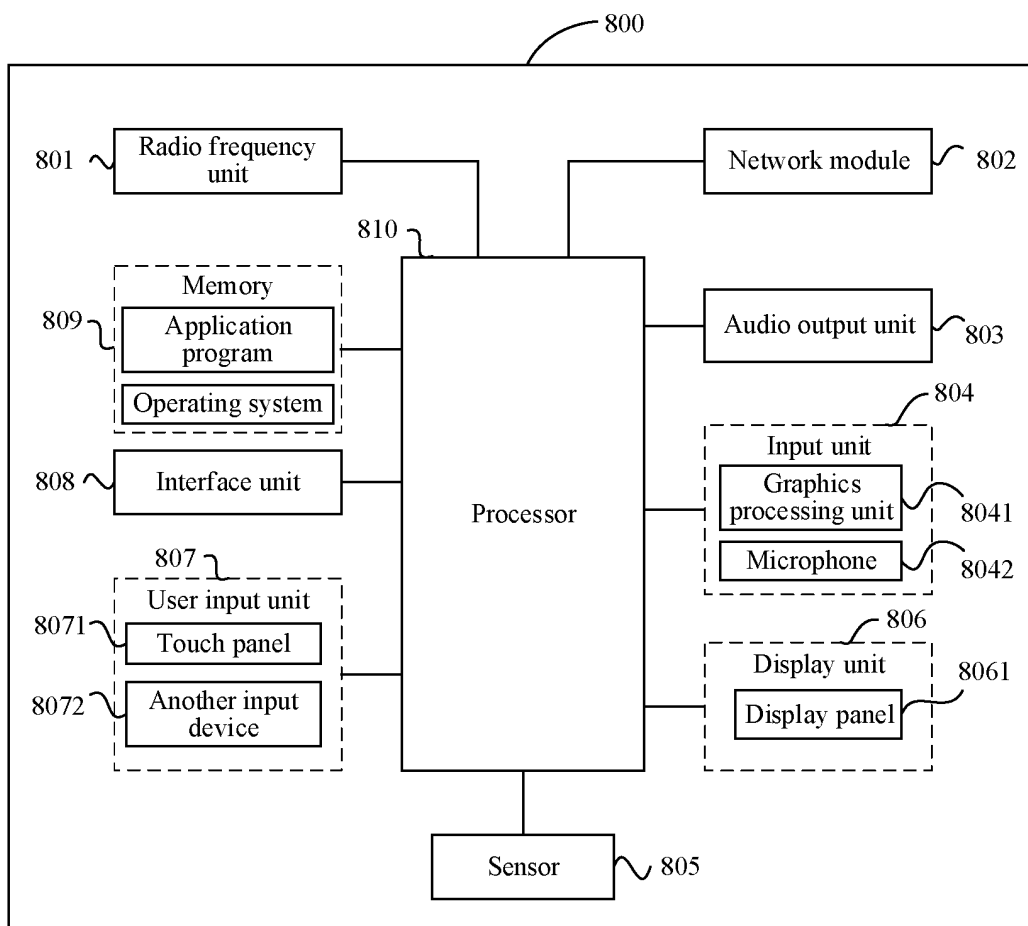 800
801
Radio frequency
unit
Network module
802
810
Memory
809
Application
program
Operating system
Audio output unit
803
804
808
Interface unit
Processor
Input unit
Graphics
processing unit
8041
Microphone
8042
807
User input unit
8071
Touch panel
8072
Another input
device
806
Display unit
8061
Display panel
Sensor
805